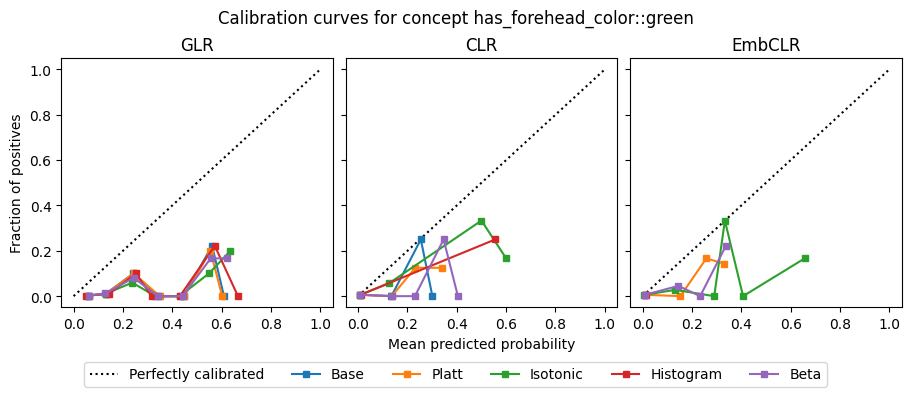 Calibration curves for concept has_forehead_color::green
GLR
CLR
EmbCLR
Fraction of positives
1.0
0.8
0.6
0.4
0.2
0.0
0.0 0.2 0.4 0.6 0.8 1.0
0.0 0.2 0.4 0.6 0.8 1.0
0.0 0.2 0.4 0.6 0.8 1.0
Mean predicted probability
Perfectly calibrated Base Platt Isotonic Histogram Beta